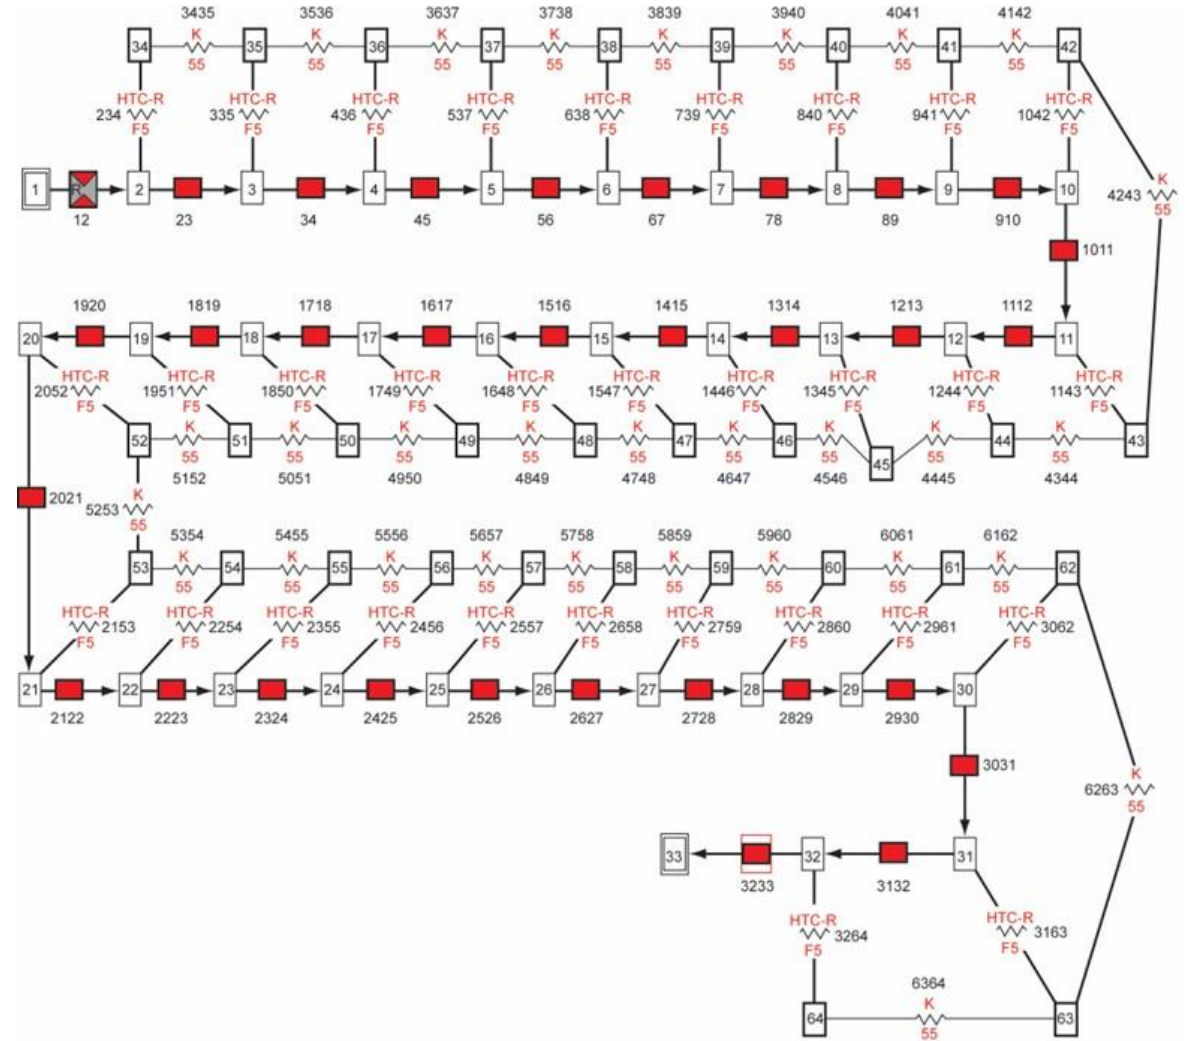 3435 3536 3637 3738 3839 3940 4041 4142
K K K K K K K K
34 35 36 37 38 39 40 41 42
55 55 55 55 55 55 55 55
HTC-R HTC-R HTC-R HTC-R HTC-R HTC-R HTC-R HTC-R HTC-R
234 335 436 537 638 739 840 941 1042
F5 F5 F5 F5 F5 F5 F5 F5 F5
K
4243
55
1 R 2 3 4 5 6 7 8 9 10
12 23 34 45 56 67 78 89 910
1011
1920 1819 1718 1617 1516 1415 1314 1213 1112
20 19 18 17 16 15 14 13 12 11
HTC-R HTC-R HTC-R HTC-R HTC-R HTC-R HTC-R HTC-R HTC-R HTC-R
2052 1951 1850 1749 1648 1547 1446 1345 1244 1143
F5 F5 F5 F5 F5 F5 F5 F5 F5 F5
K K K K K K K K K
52 51 50 49 48 47 46 45 44 43
55 55 55 55 55 55 55 55 55
5152 5051 4950 4849 4748 4647 4546 4445 4344
2021
K
5253
55
5354 5455 5556 5657 5758 5859 5960 6061 6162
K K K K K K K K K
53 54 55 56 57 58 59 60 61 62
55 55 55 55 55 55 55 55 55
HTC-R HTC-R HTC-R HTC-R HTC-R HTC-R HTC-R HTC-R HTC-R HTC-R
2153 2254 2355 2456 2557 2658 2759 2860 2961 3062
F5 F5 F5 F5 F5 F5 F5 F5 F5 F5
21 22 23 24 25 26 27 28 29 30
2122 2223 2324 2425 2526 2627 2728 2829 2930
3031
K
6263
55
33 32 31
3233 3132
HTC-R HTC-R
3264 3163
F5 F5
6364
K
64 63
55